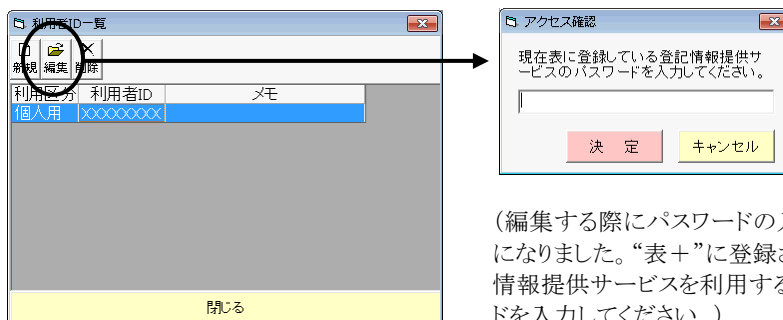 利用者ID一覧
新規 編集 削除
利用区分 利用者ID メモ
個人用 XXXXXXXXX
閉じる
アクセス確認
現在表に登録している登記情報提供サ
ービスのパスワードを入力してください。
決 定 キャンセル
（編集する際にパスワードの
になりました。“表＋”に登録
情報提供サービスを利用する
ドを入力してください。）